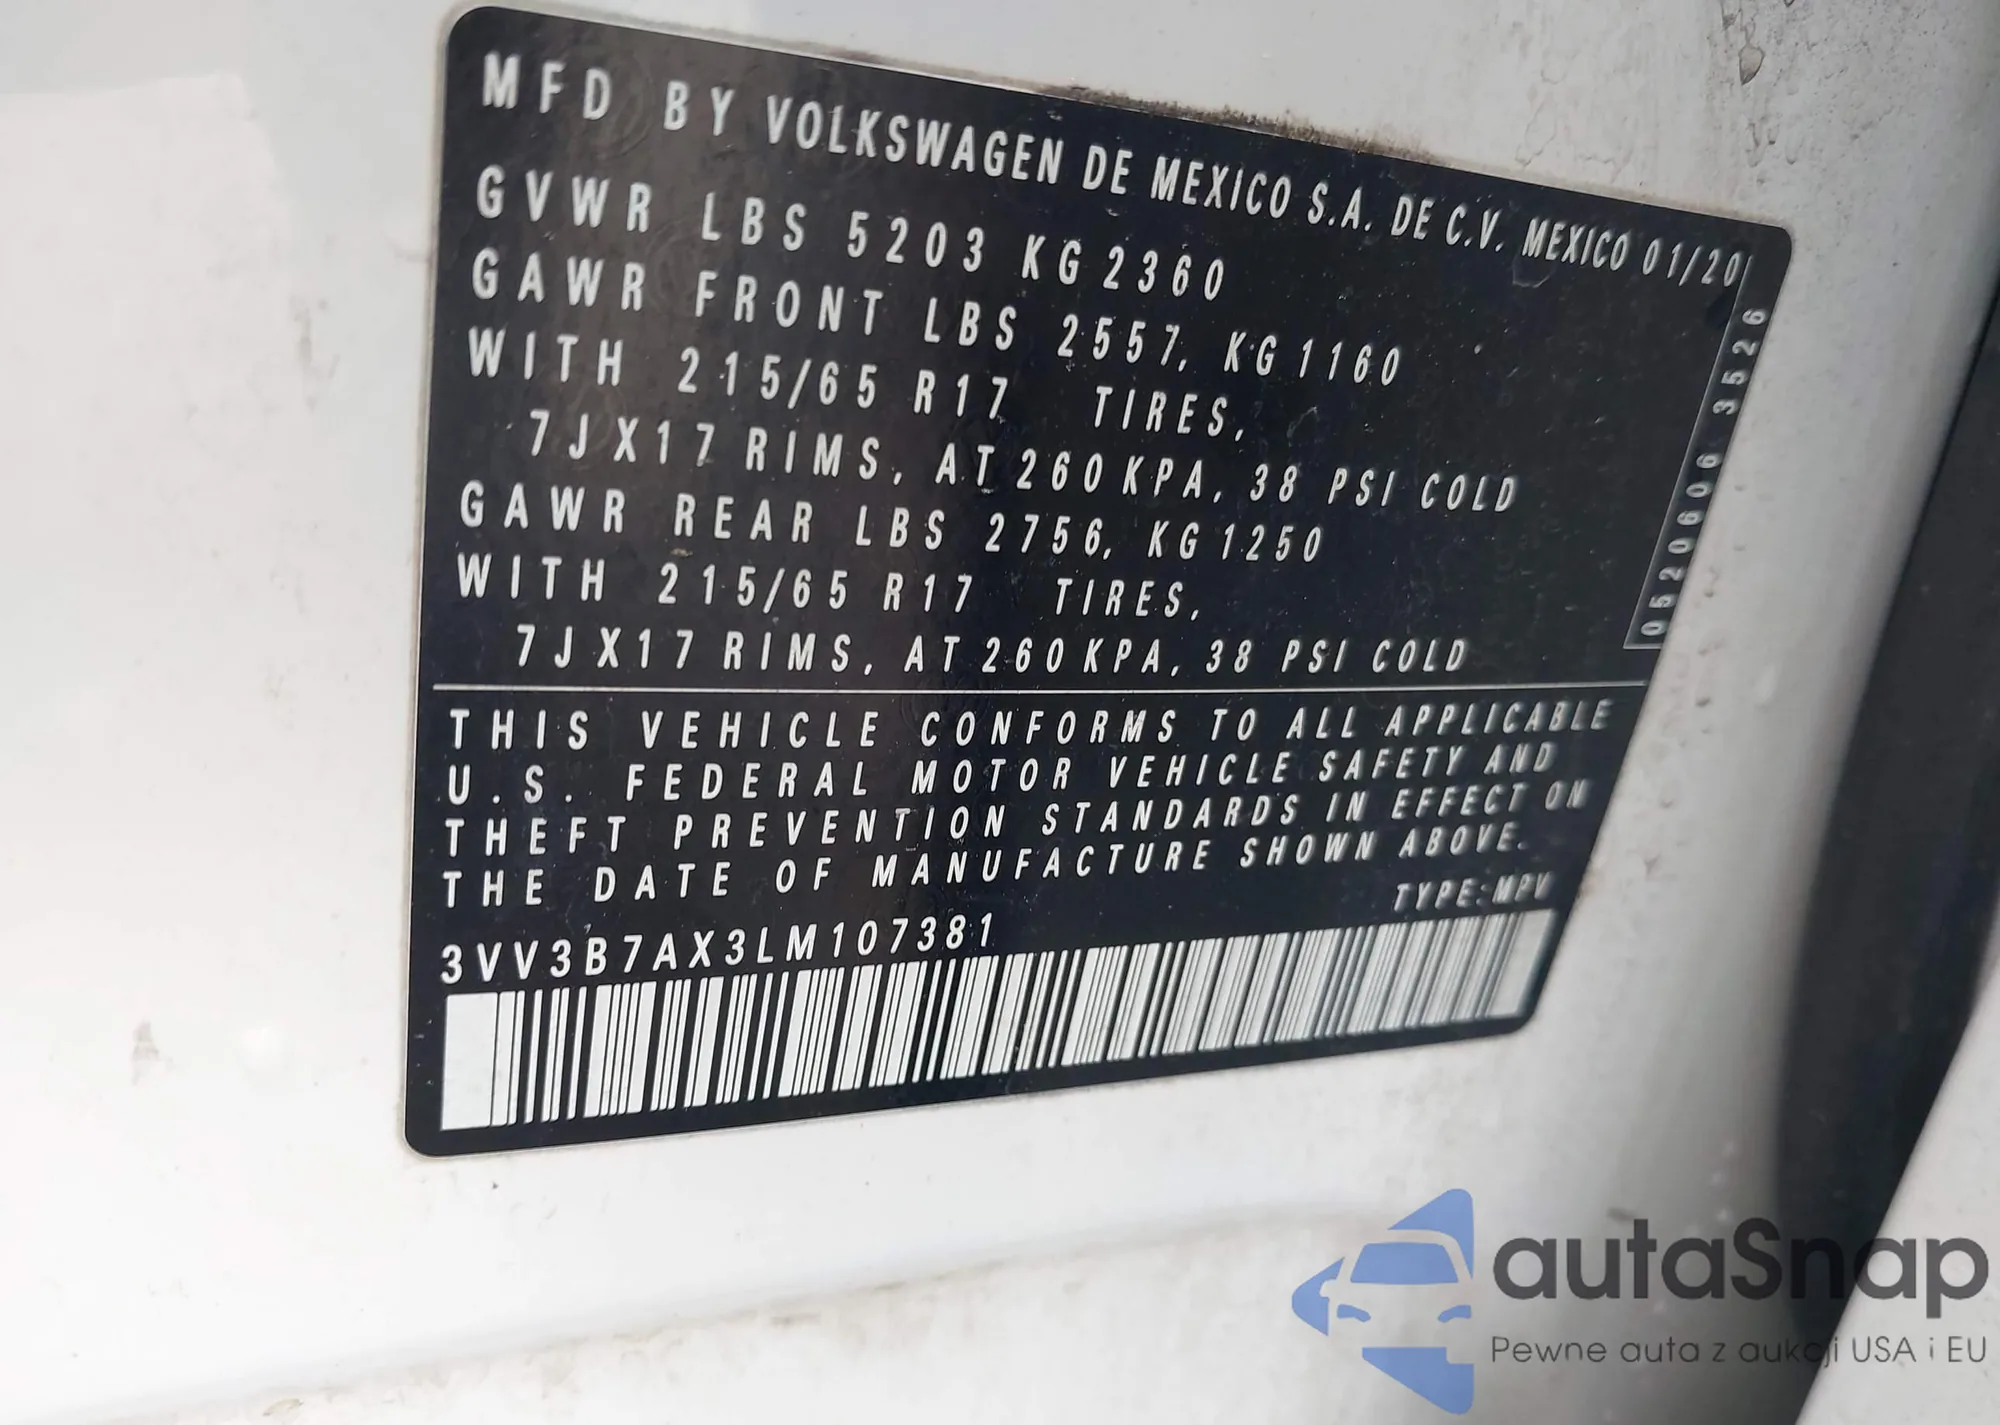 MFD BY VOLKSWAGEN DE MEXICO S.A. DE C.V. MEXICO 01/20
GVWR LBS 5203 KG 2360
GAWR FRONT LBS 2557, KG 1160
WITH 215/65 R17 TIRES,
7JX17 RIMS, AT 260 KPA, 38 PSI COLD
GAWR REAR LBS 2756, KG 1250
WITH 215/65 R17 TIRES,
7JX17 RIMS, AT 260 KPA, 38 PSI COLD
0520606 3526
THIS VEHICLE CONFORMS TO ALL APPLICABLE
U.S. FEDERAL MOTOR VEHICLE SAFETY AND
THEFT PREVENTION STANDARDS IN EFFECT ON
THE DATE OF MANUFACTURE SHOWN ABOVE.
TYPE: MPV
3VV3B7AX3LM107381
autaSnap
Pewne auta z aukcji USA i EU